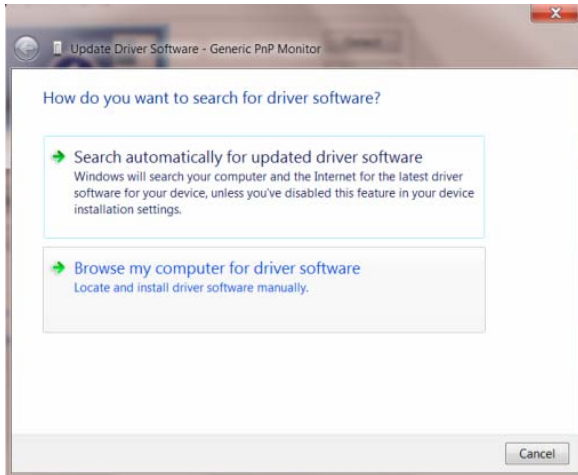 Update Driver Software - Generic PnP Monitor
How do you want to search for driver software?
Search automatically for updated driver software
Windows will search your computer and the Internet for the latest driver
software for your device, unless you've disabled this feature in your device
installation settings.
Browse my computer for driver software
Locate and install driver software manually.
Cancel